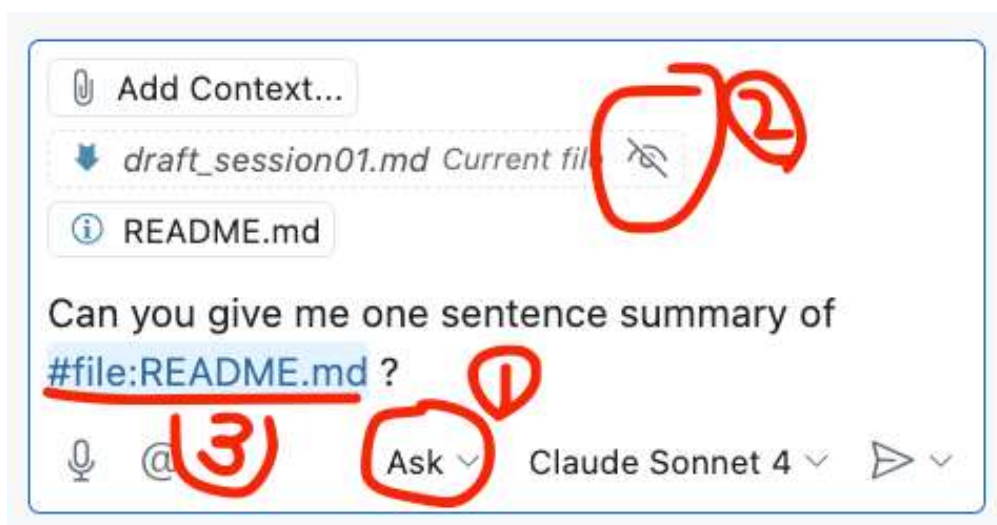 Add Context...
draft_session01.md Current file
2
README.md
Can you give me one sentence summary of
#file:README.md ?
1
3
@ Ask Claude Sonnet 4